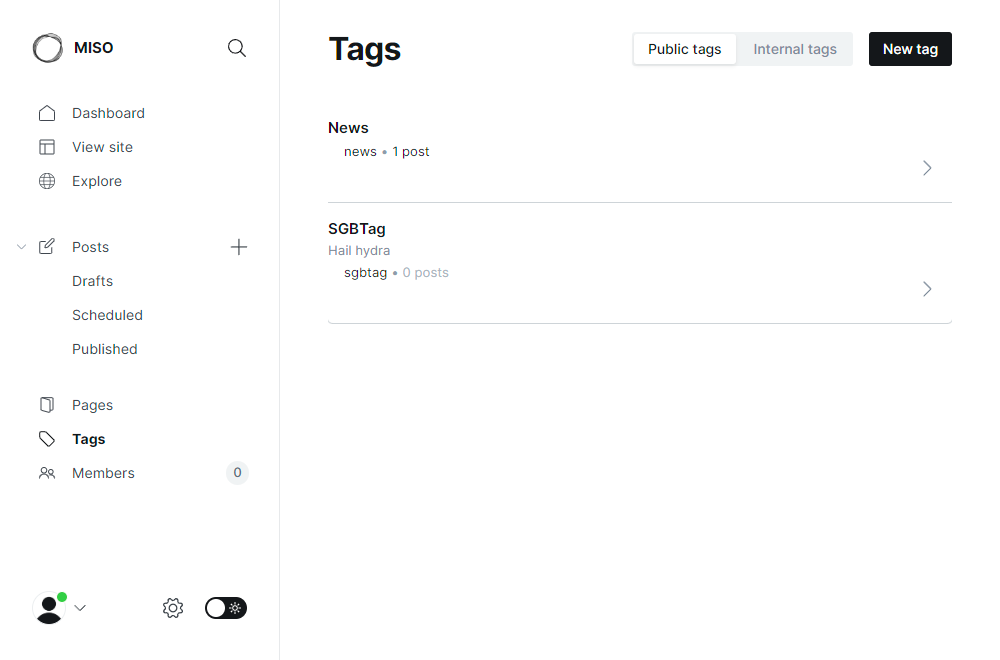 MISO
Dashboard
View site
Explore
Posts
Drafts
Scheduled
Published
Pages
Tags
Members 0
Tags
Public tags Internal tags New tag
News
news • 1 post
SGBTag
Hail hydra
sgbtag • 0 posts